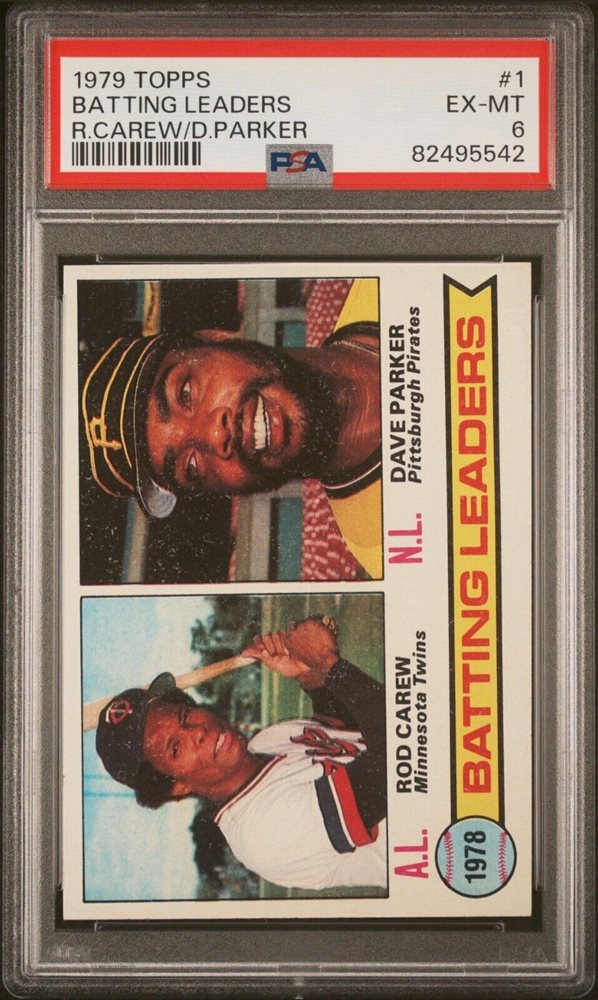 1979 TOPPS #1
BATTING LEADERS EX-MT
R.CAREW/D.PARKER 6
PSA 82495542
A.L. ROD CAREW
Minnesota Twins
N.L. DAVE PARKER
Pittsburgh Pirates
1978 BATTING LEADERS
P